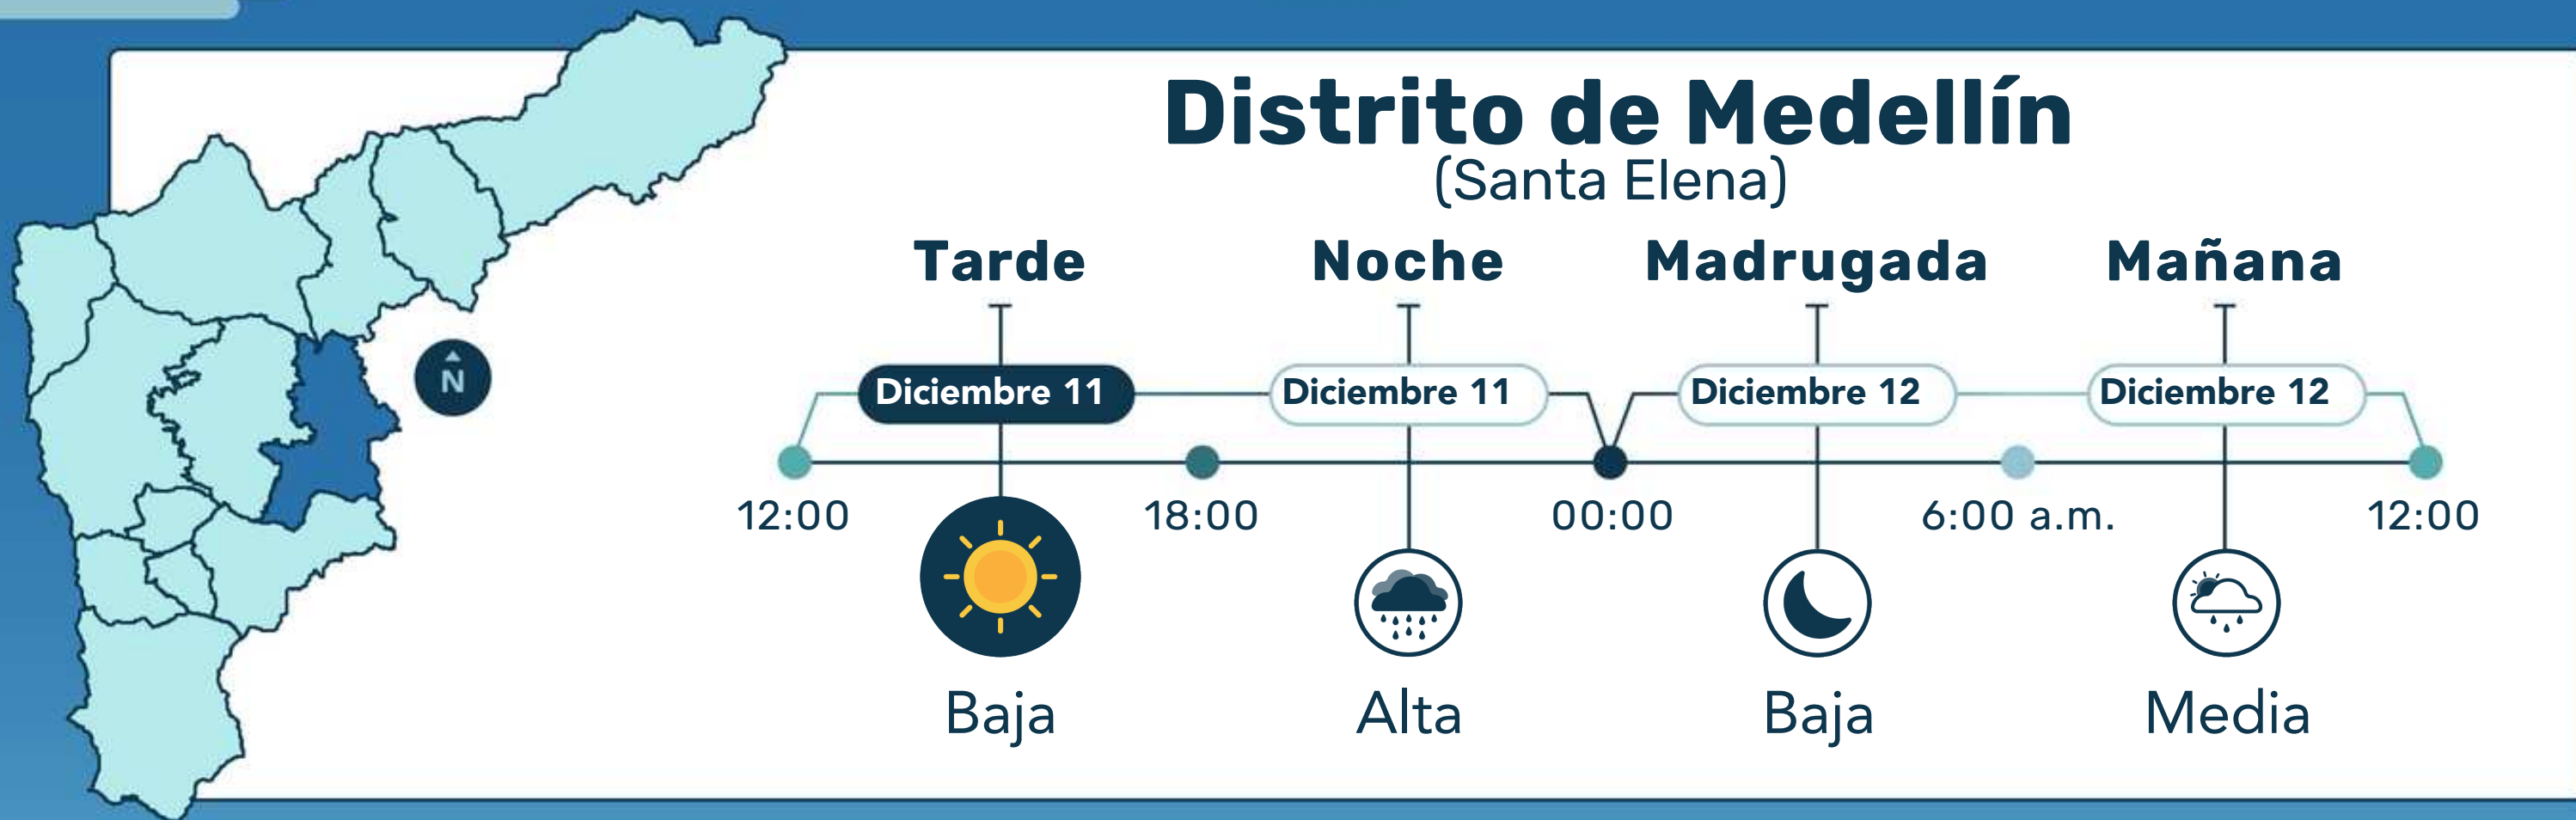 Distrito de Medellín
(Santa Elena)
Tarde Noche Madrugada Mañana
Diciembre 11 Diciembre 11 Diciembre 12 Diciembre 12
N
12:00 18:00 00:00 6:00 a.m. 12:00
Baja Alta Baja Media